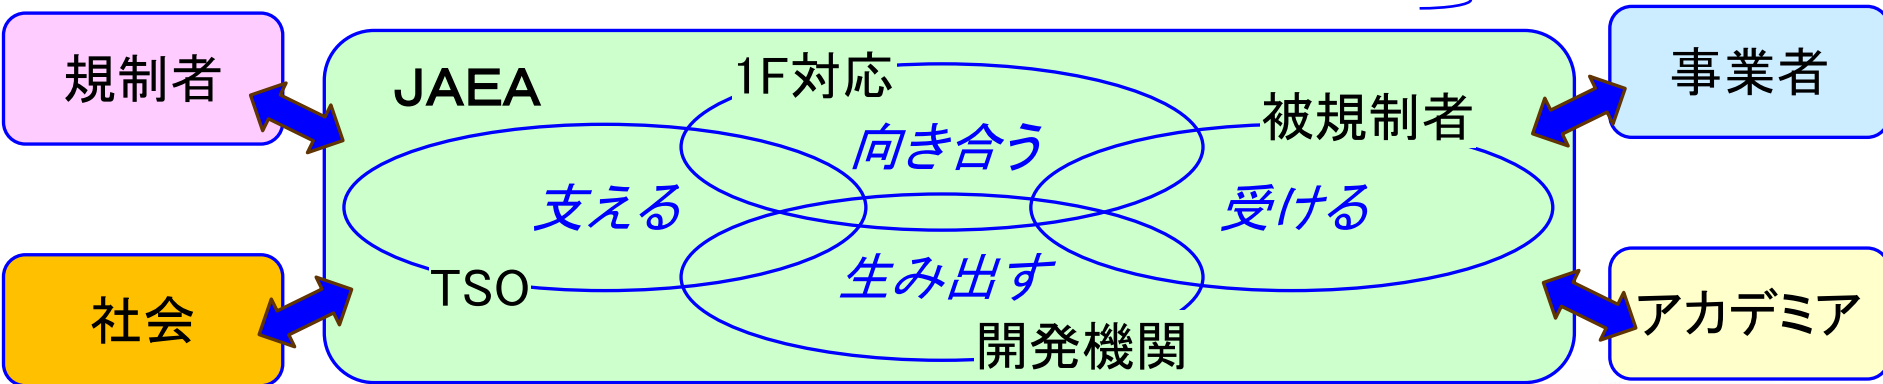 規制者
JAEA
1F対応
被規制者
事業者
向き合う
支える
受ける
TSO
生み出す
開発機関
社会
アカデミア